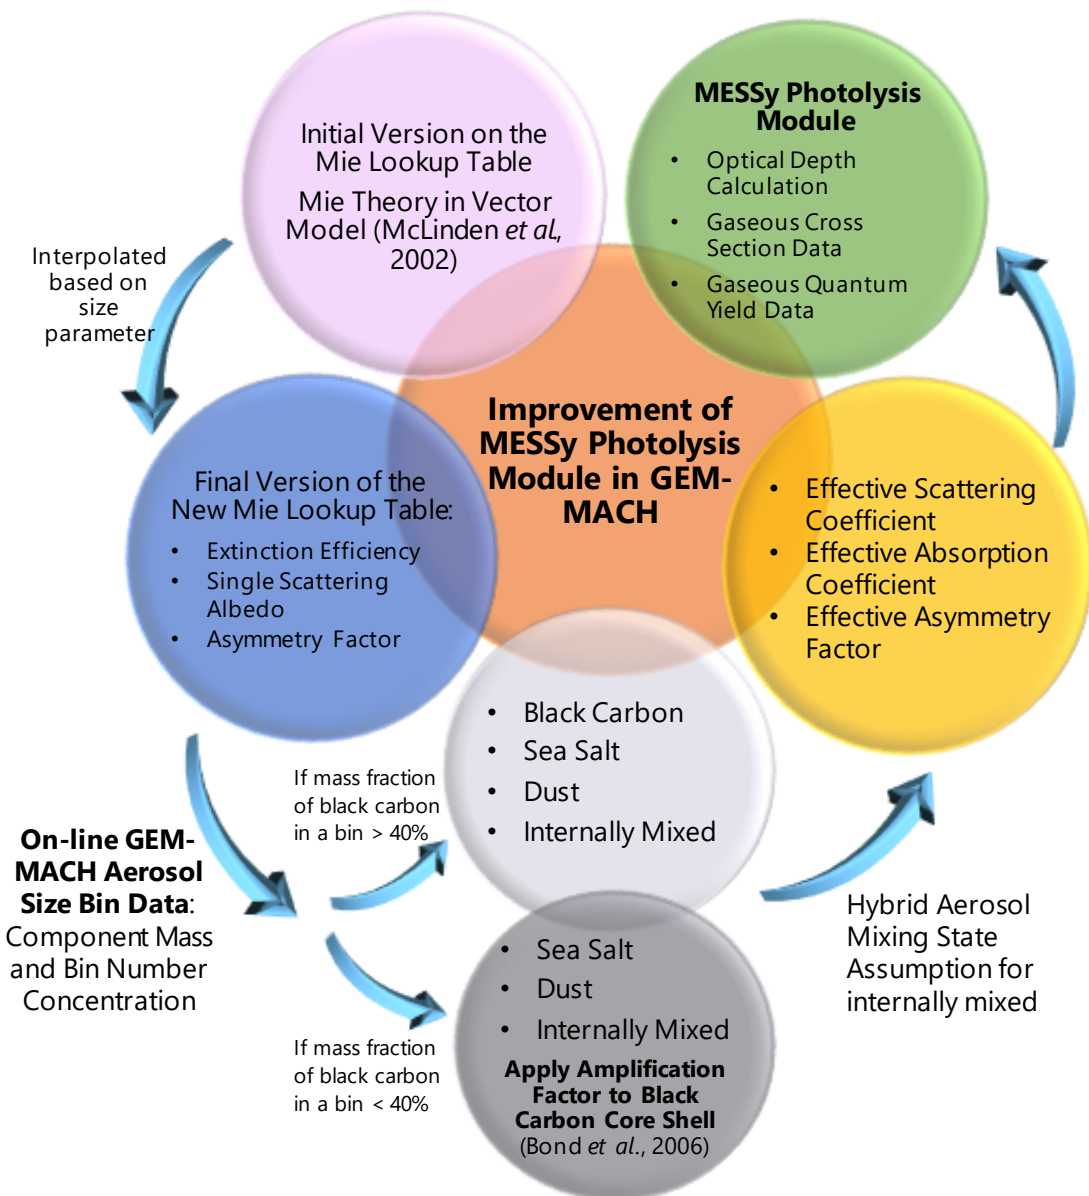 Initial Version on the
Mie Lookup Table
Mie Theory in Vector
Model (McLinden et al.,
2002)
MESSy Photolysis
Module
• Optical Depth
Calculation
• Gaseous Cross
Section Data
• Gaseous Quantum
Yield Data
Interpolated
based on
size
parameter
Improvement of
MESSy Photolysis
Module in GEM-
MACH
Final Version of the
New Mie Lookup Table:
• Extinction Efficiency
• Single Scattering
Albedo
• Asymmetry Factor
• Effective Scattering
Coefficient
• Effective Absorption
Coefficient
• Effective Asymmetry
Factor
On-line GEM-
MACH Aerosol
Size Bin Data:
Component Mass
and Bin Number
Concentration
If mass fraction
of black carbon
in a bin > 40%
• Black Carbon
• Sea Salt
• Dust
• Internally Mixed
If mass fraction
of black carbon
in a bin < 40%
• Sea Salt
• Dust
• Internally Mixed
Apply Amplification
Factor to Black
Carbon Core Shell
(Bond et al., 2006)
Hybrid Aerosol
Mixing State
Assumption for
internally mixed